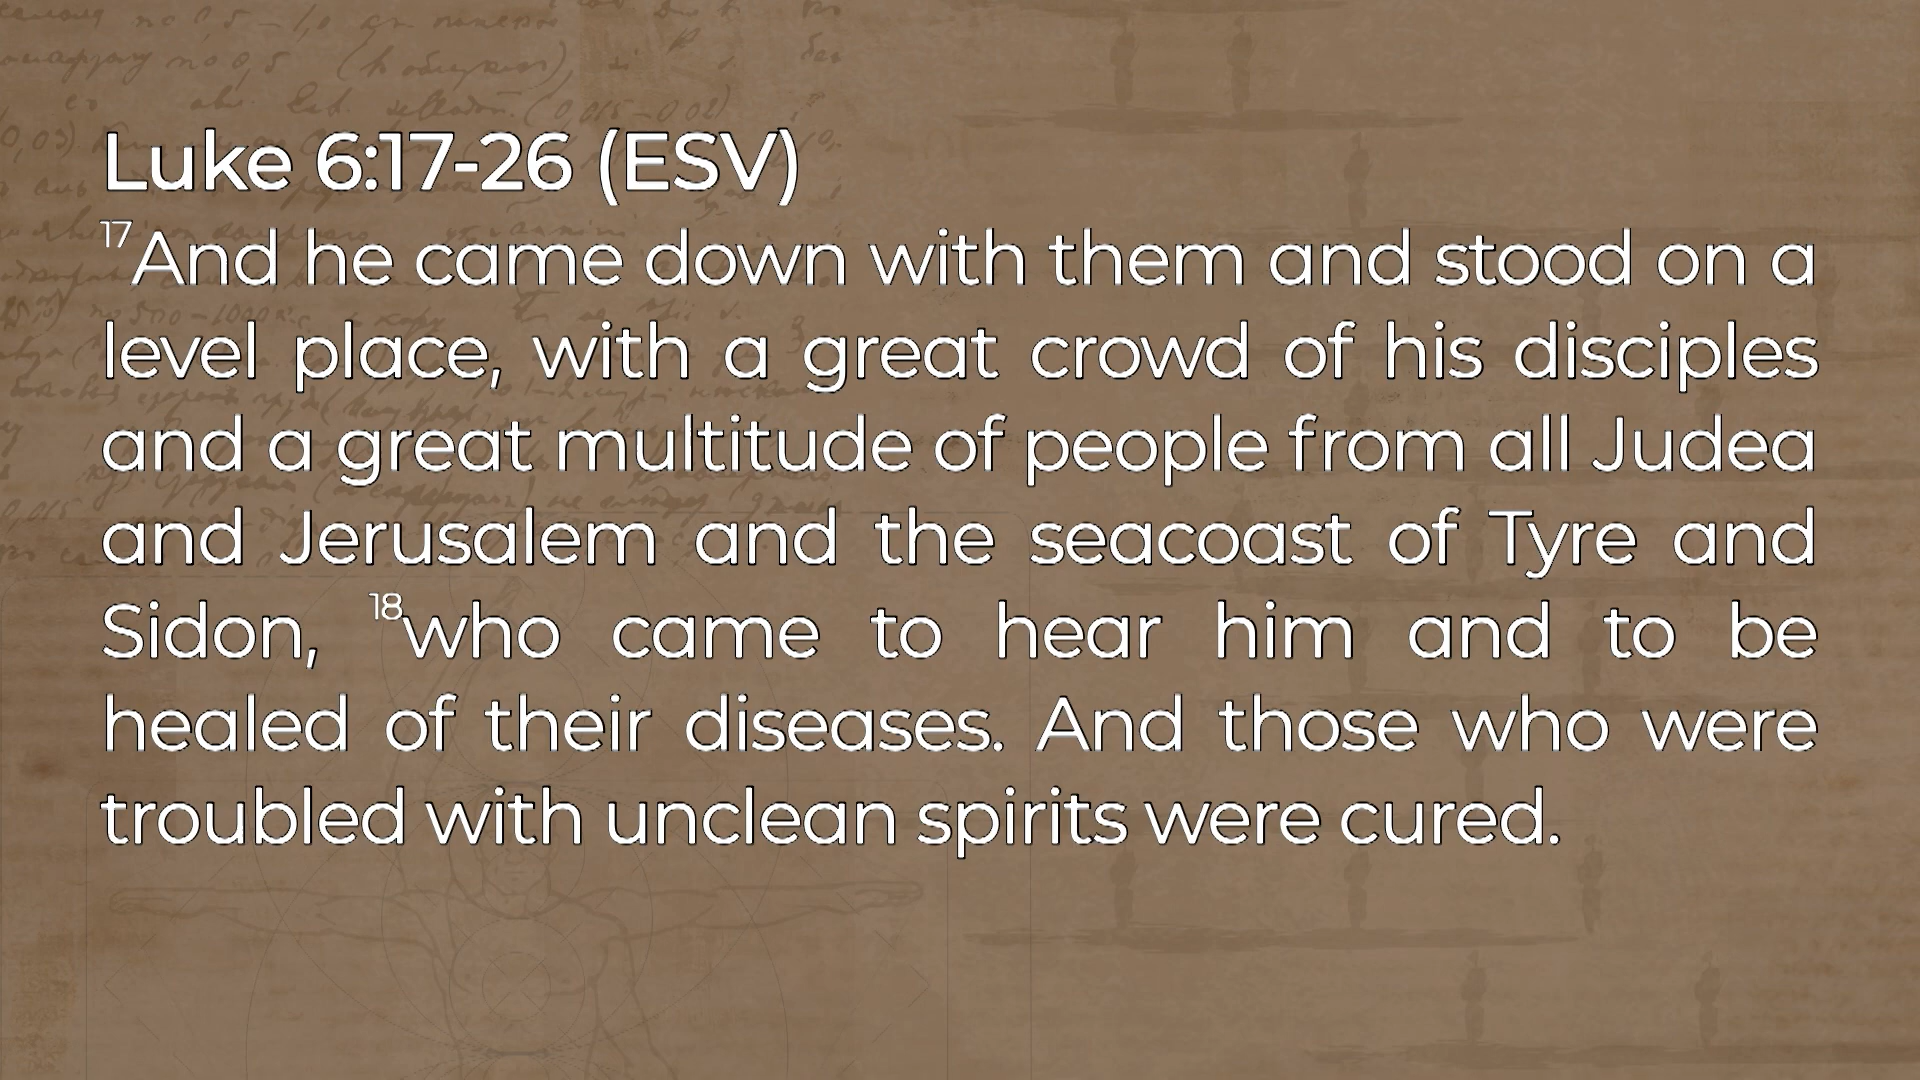 Luke 6:17-26 (ESV)
17And he came down with them and stood on a
level place, with a great crowd of his disciples
and a great multitude of people from all Judea
and Jerusalem and the seacoast of Tyre and
Sidon, 18who came to hear him and to be
healed of their diseases. And those who were
troubled with unclean spirits were cured.